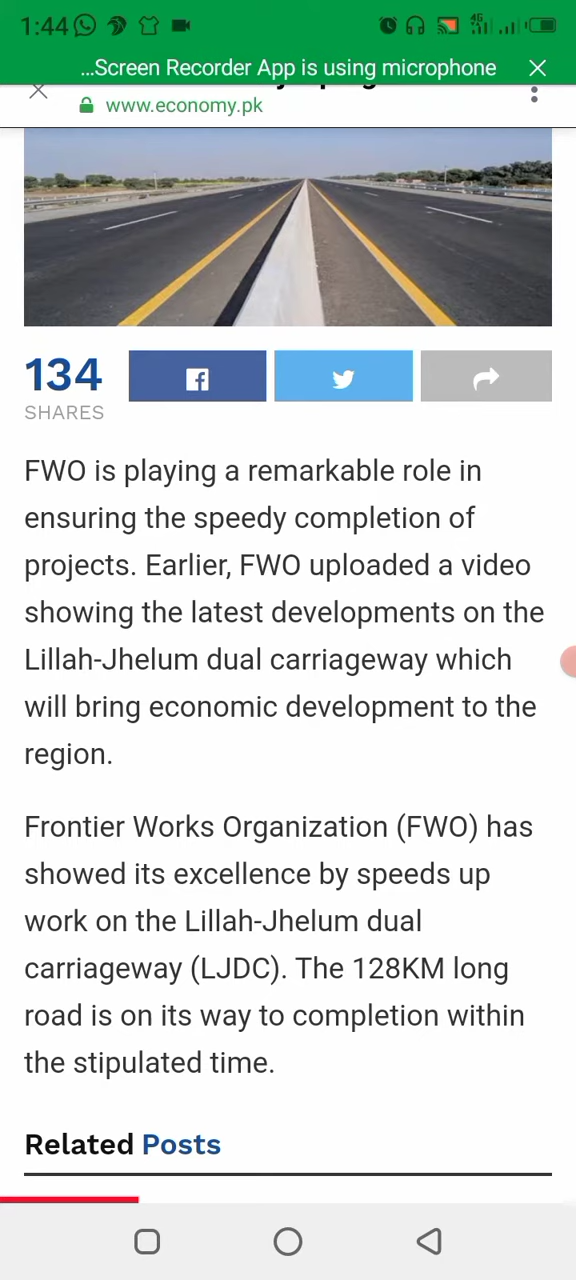 1:44
4G
...Screen Recorder App is using microphone
www.economy.pk
134
SHARES
FWO is playing a remarkable role in
ensuring the speedy completion of
projects. Earlier, FWO uploaded a video
showing the latest developments on the
Lillah-Jhelum dual carriageway which
will bring economic development to the
region.
Frontier Works Organization (FWO) has
showed its excellence by speeds up
work on the Lillah-Jhelum dual
carriageway (LJDC). The 128KM long
road is on its way to completion within
the stipulated time.
Related Posts